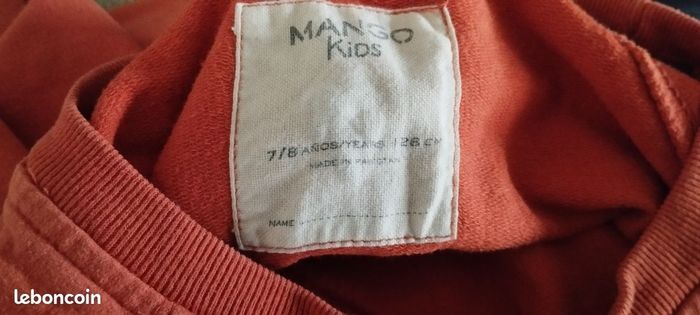 MANGO
KiDS
7/8 AÑOS/YEARS 128 CM
MADE IN PAKISTAN
NAME
leboncoin